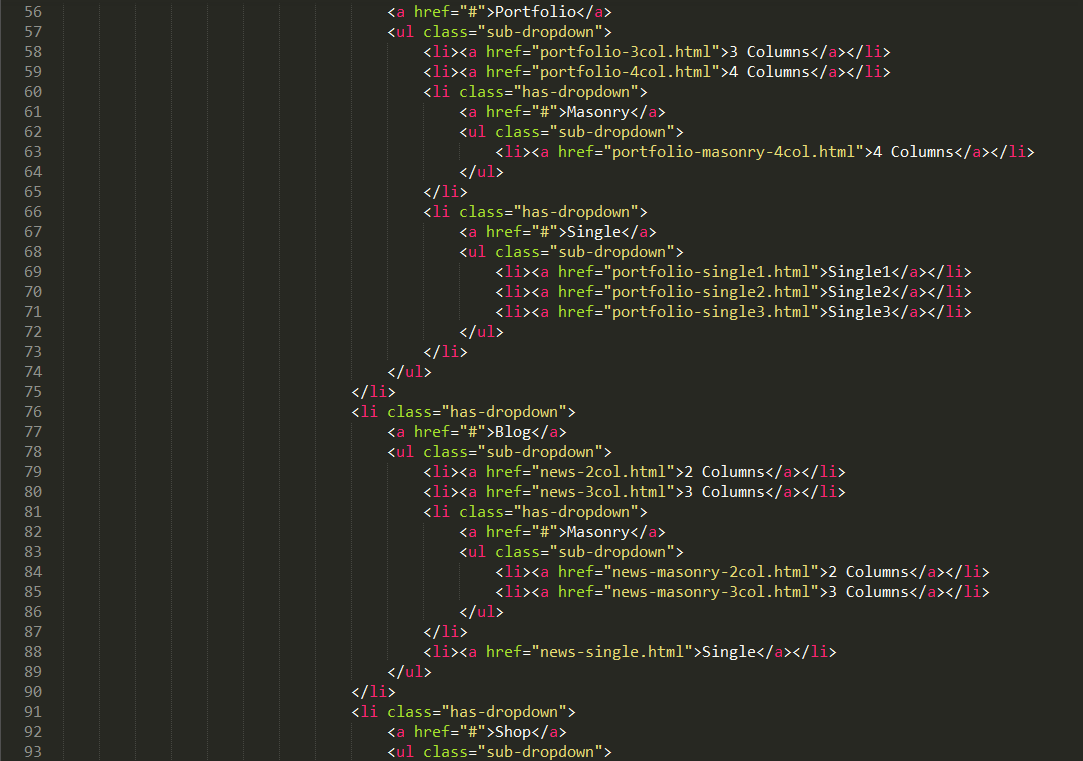 56 <a href="#">Portfolio</a>
57 <ul class="sub-dropdown">
58 <li><a href="portfolio-3col.html">3 Columns</a></li>
59 <li><a href="portfolio-4col.html">4 Columns</a></li>
60 <li class="has-dropdown">
61 <a href="#">Masonry</a>
62 <ul class="sub-dropdown">
63 <li><a href="portfolio-masonry-4col.html">4 Columns</a></li>
64 </ul>
65 </li>
66 <li class="has-dropdown">
67 <a href="#">Single</a>
68 <ul class="sub-dropdown">
69 <li><a href="portfolio-single1.html">Single1</a></li>
70 <li><a href="portfolio-single2.html">Single2</a></li>
71 <li><a href="portfolio-single3.html">Single3</a></li>
72 </ul>
73 </li>
74 </ul>
75 </li>
76 <li class="has-dropdown">
77 <a href="#">Blog</a>
78 <ul class="sub-dropdown">
79 <li><a href="news-2col.html">2 Columns</a></li>
80 <li><a href="news-3col.html">3 Columns</a></li>
81 <li class="has-dropdown">
82 <a href="#">Masonry</a>
83 <ul class="sub-dropdown">
84 <li><a href="news-masonry-2col.html">2 Columns</a></li>
85 <li><a href="news-masonry-3col.html">3 Columns</a></li>
86 </ul>
87 </li>
88 <li><a href="news-single.html">Single</a></li>
89 </ul>
90 </li>
91 <li class="has-dropdown">
92 <a href="#">Shop</a>
93 <ul class="sub-dropdown">